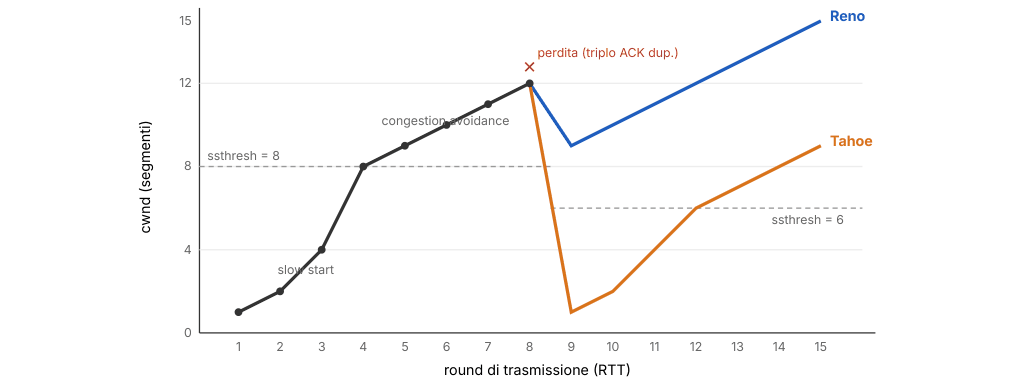 15
Reno
perdita (triplo ACK dup.)
12
congestion avoidance
Tahoe
ssthresh = 8
8
cwnd (segmenti)
ssthresh = 6
4
slow start
0
1 2 3 4 5 6 7 8 9 10 11 12 13 14 15
round di trasmissione (RTT)